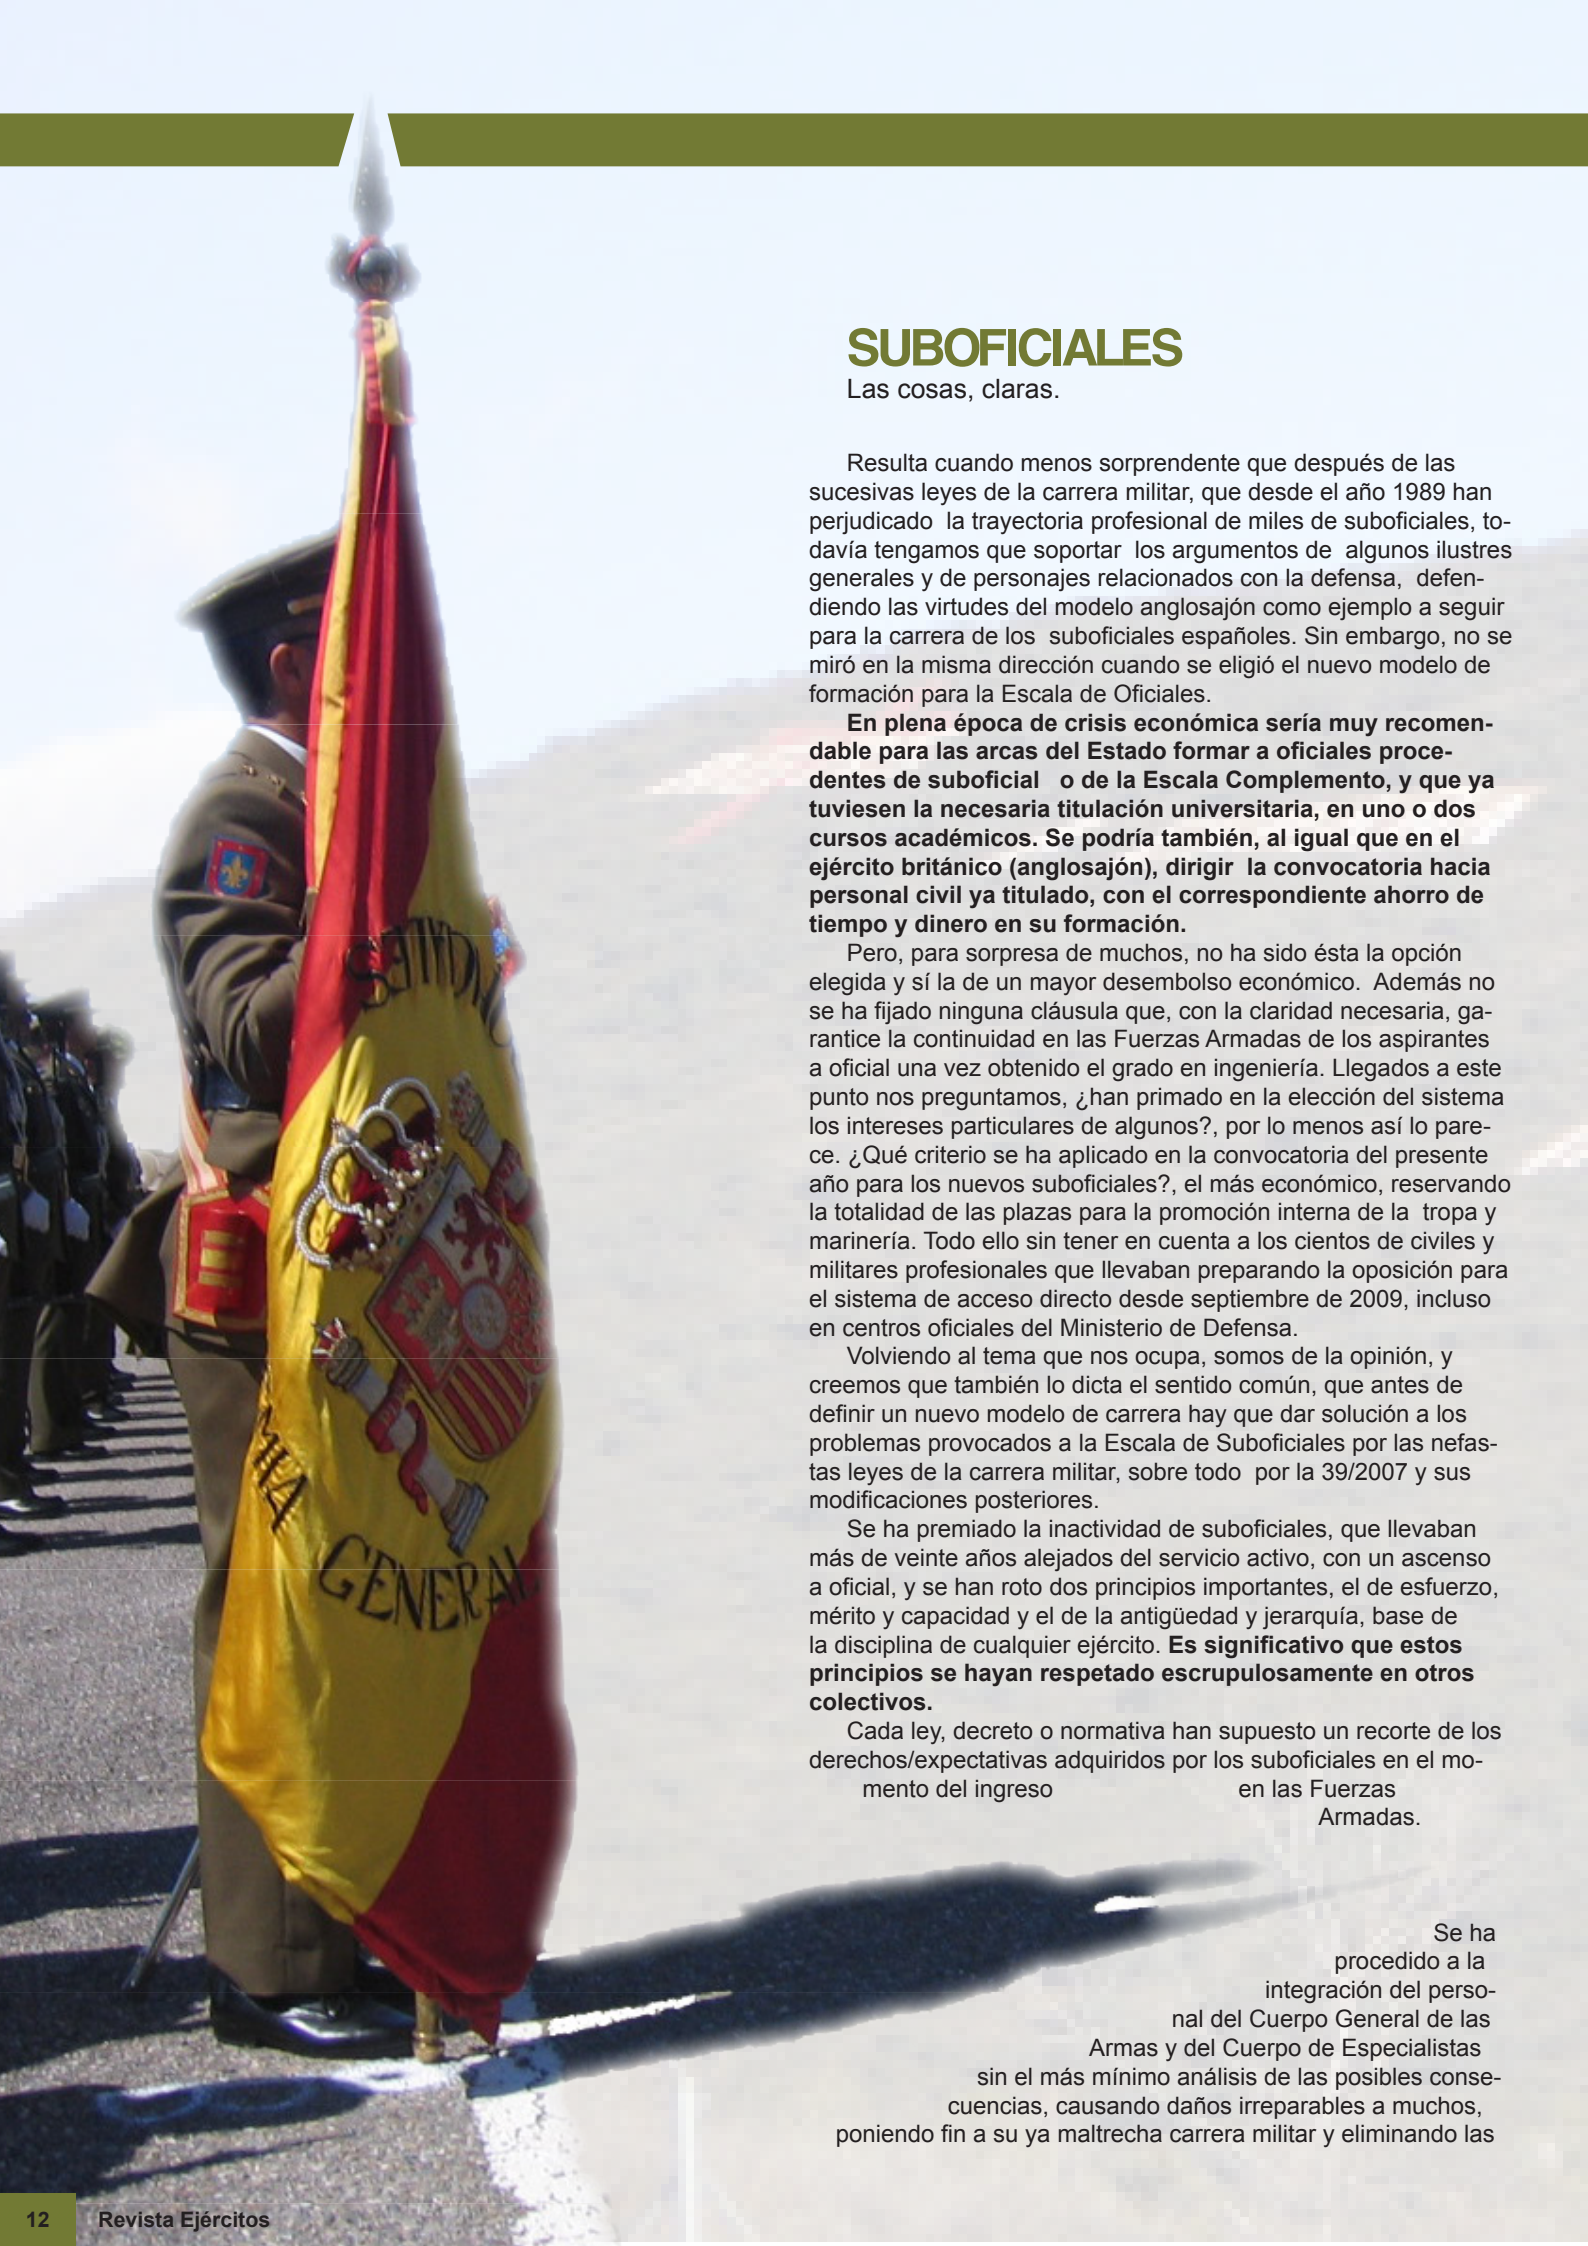 SUBOFICIALES
Las cosas, claras.
Resulta cuando menos sorprendente que después de las
sucesivas leyes de la carrera militar, que desde el año 1989 han
perjudicado la trayectoria profesional de miles de suboficiales, to-
davía tengamos que soportar los argumentos de algunos ilustres
generales y de personajes relacionados con la defensa, defen-
diendo las virtudes del modelo anglosajón como ejemplo a seguir
para la carrera de los suboficiales españoles. Sin embargo, no se
miró en la misma dirección cuando se eligió el nuevo modelo de
formación para la Escala de Oficiales.
En plena época de crisis económica sería muy recomen-
dable para las arcas del Estado formar a oficiales proce-
dentes de suboficial o de la Escala Complemento, y que ya
tuviesen la necesaria titulación universitaria, en uno o dos
cursos académicos. Se podría también, al igual que en el
ejército británico (anglosajón), dirigir la convocatoria hacia
personal civil ya titulado, con el correspondiente ahorro de
tiempo y dinero en su formación.
Pero, para sorpresa de muchos, no ha sido ésta la opción
elegida y sí la de un mayor desembolso económico. Además no
se ha fijado ninguna cláusula que, con la claridad necesaria, ga-
rantice la continuidad en las Fuerzas Armadas de los aspirantes
a oficial una vez obtenido el grado en ingeniería. Llegados a este
punto nos preguntamos, ¿han primado en la elección del sistema
los intereses particulares de algunos?, por lo menos así lo pare-
ce. ¿Qué criterio se ha aplicado en la convocatoria del presente
año para los nuevos suboficiales?, el más económico, reservando
la totalidad de las plazas para la promoción interna de la tropa y
marinería. Todo ello sin tener en cuenta a los cientos de civiles y
militares profesionales que llevaban preparando la oposición para
el sistema de acceso directo desde septiembre de 2009, incluso
en centros oficiales del Ministerio de Defensa.
Volviendo al tema que nos ocupa, somos de la opinión, y
creemos que también lo dicta el sentido común, que antes de
definir un nuevo modelo de carrera hay que dar solución a los
problemas provocados a la Escala de Suboficiales por las nefas-
tas leyes de la carrera militar, sobre todo por la 39/2007 y sus
modificaciones posteriores.
Se ha premiado la inactividad de suboficiales, que llevaban
más de veinte años alejados del servicio activo, con un ascenso
a oficial, y se han roto dos principios importantes, el de esfuerzo,
mérito y capacidad y el de la antigüedad y jerarquía, base de
la disciplina de cualquier ejército. Es significativo que estos
principios se hayan respetado escrupulosamente en otros
colectivos.
Cada ley, decreto o normativa han supuesto un recorte de los
derechos/expectativas adquiridos por los suboficiales en el mo-
mento del ingreso en las Fuerzas
Armadas.
Se ha
procedido a la
integración del perso-
nal del Cuerpo General de las
Armas y del Cuerpo de Especialistas
sin el más mínimo análisis de las posibles conse-
cuencias, causando daños irreparables a muchos,
poniendo fin a su ya maltrecha carrera militar y eliminando las
GENERAL
12 Revista Ejércitos